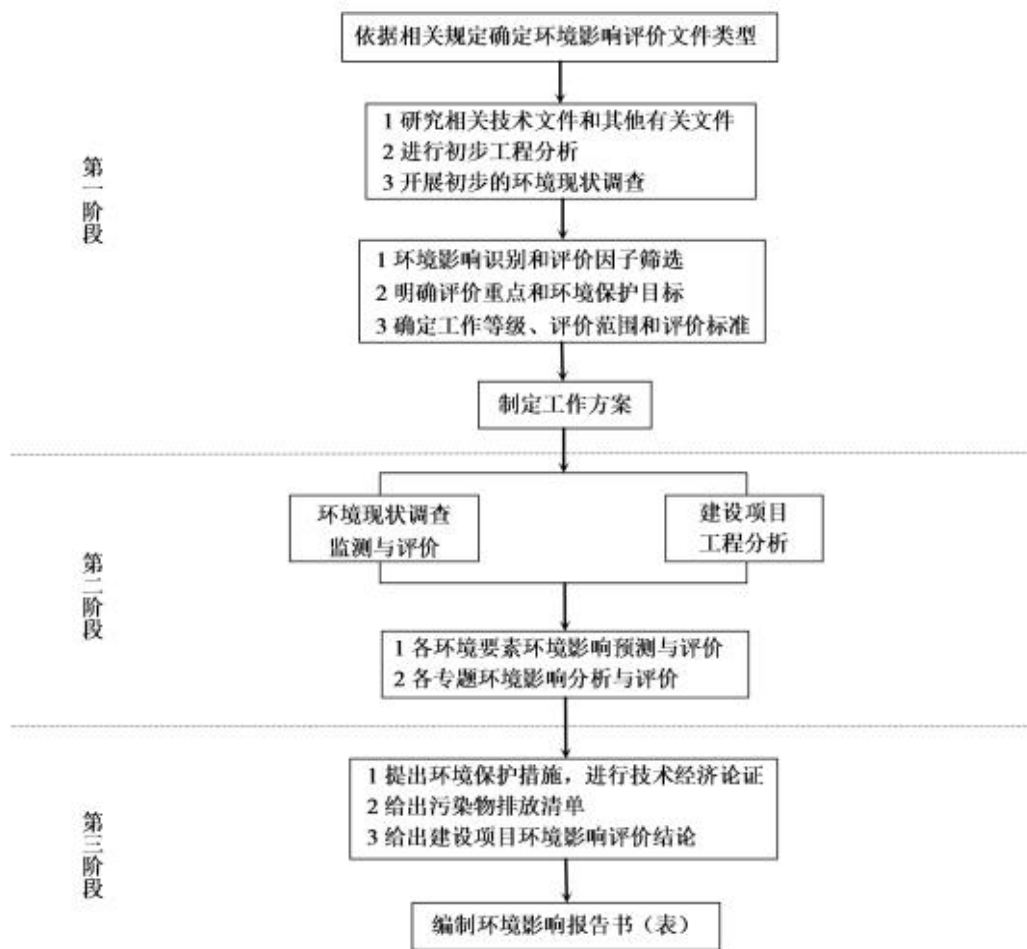 依据相关规定确定环境影响评价文件类型
第一阶段
1 研究相关技术文件和其他有关文件
2 进行初步工程分析
3 开展初步的环境现状调查
1 环境影响识别和评价因子筛选
2 明确评价重点和环境保护目标
3 确定工作等级、评价范围和评价标准
制定工作方案
第二阶段
环境现状调查
监测与评价
建设项目
工程分析
1 各环境要素环境影响预测与评价
2 各专题环境影响分析与评价
第三阶段
1 提出环境保护措施，进行技术经济论证
2 给出污染物排放清单
3 给出建设项目环境影响评价结论
编制环境影响报告书（表）